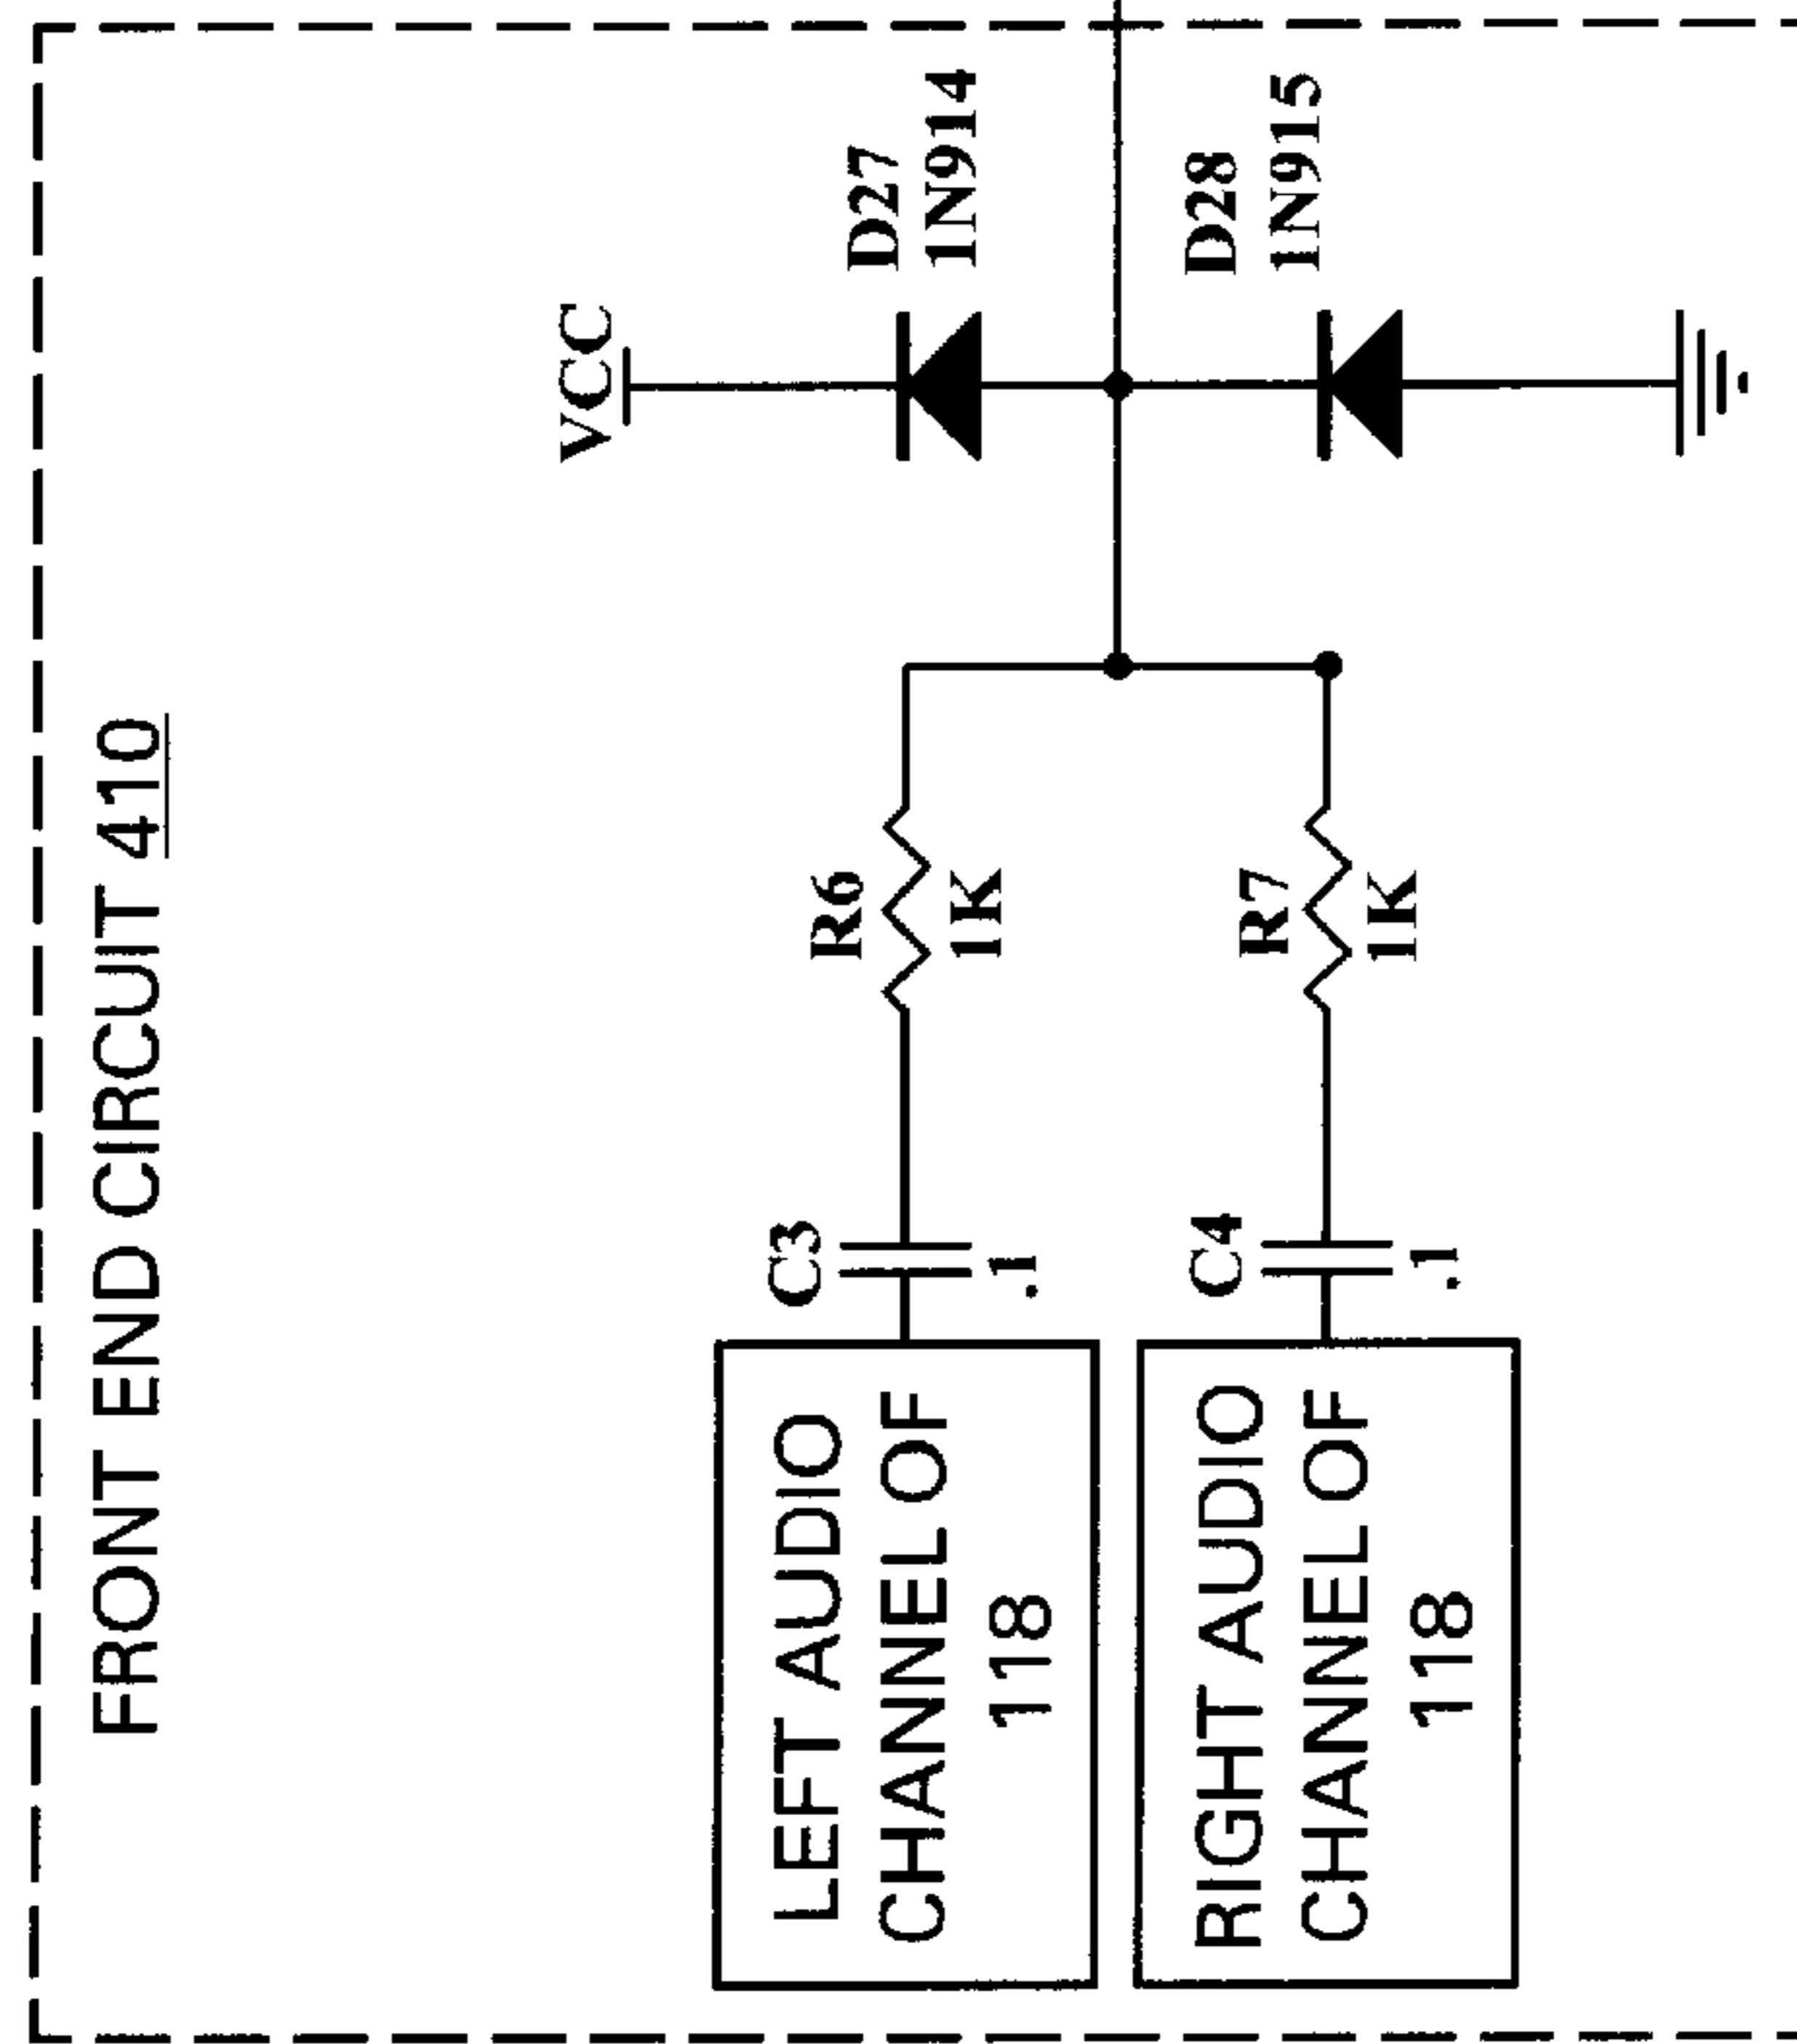 FRONT END CIRCUIT 410
VCC
D27
1N914
D28
1N915
R6
1K
R7
1K
C3
.1
C4
.1
LEFT AUDIO
CHANNEL OF
118
RIGHT AUDIO
CHANNEL OF
118